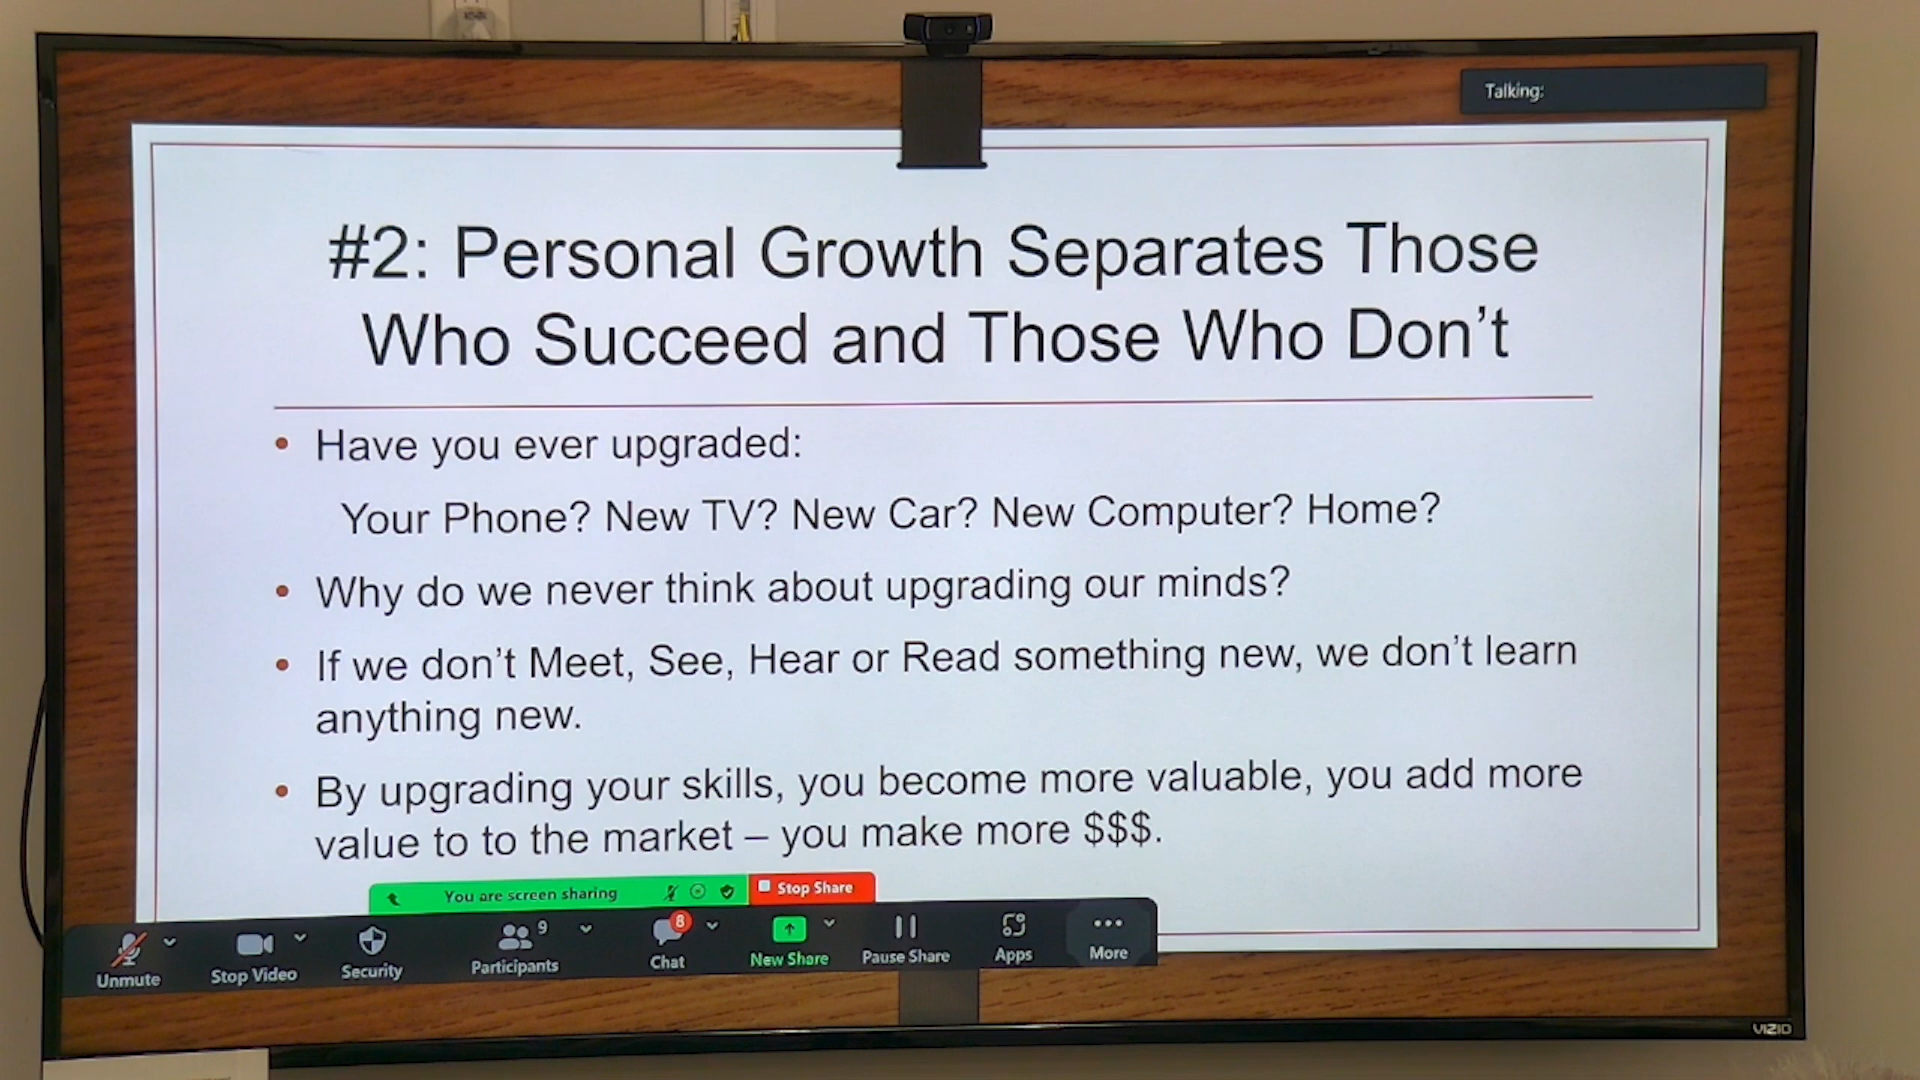 Talking:
#2: Personal Growth Separates Those
Who Succeed and Those Who Don't
• Have you ever upgraded:
Your Phone? New TV? New Car? New Computer? Home?
• Why do we never think about upgrading our minds?
• If we don't Meet, See, Hear or Read something new, we don't learn
anything new.
• By upgrading your skills, you become more valuable, you add more
value to to the market – you make more $$$.
You are screen sharing Stop Share
9 8
Unmute Stop Video Security Participants Chat New Share Pause Share Apps More
VIZIO